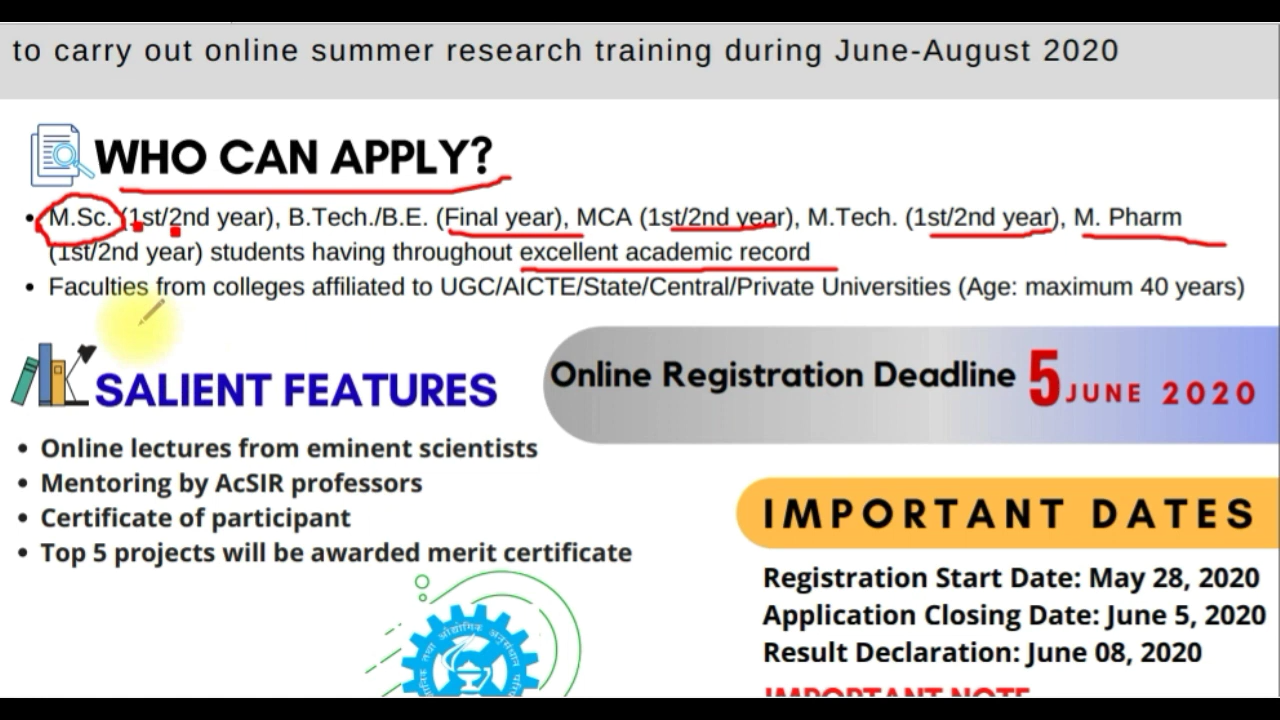 to carry out online summer research training during June-August 2020
WHO CAN APPLY?
• M.Sc. (1st/2nd year), B.Tech./B.E. (Final year), MCA (1st/2nd year), M.Tech. (1st/2nd year), M. Pharm
(1st/2nd year) students having throughout excellent academic record
• Faculties from colleges affiliated to UGC/AICTE/State/Central/Private Universities (Age: maximum 40 years)
SALIENT FEATURES
• Online lectures from eminent scientists
• Mentoring by AcSIR professors
• Certificate of participant
• Top 5 projects will be awarded merit certificate
Online Registration Deadline 5 JUNE 2020
IMPORTANT DATES
Registration Start Date: May 28, 2020
Application Closing Date: June 5, 2020
Result Declaration: June 08, 2020
IMPORTANT NOTE
तथा औद्योगिक अनुसंधान